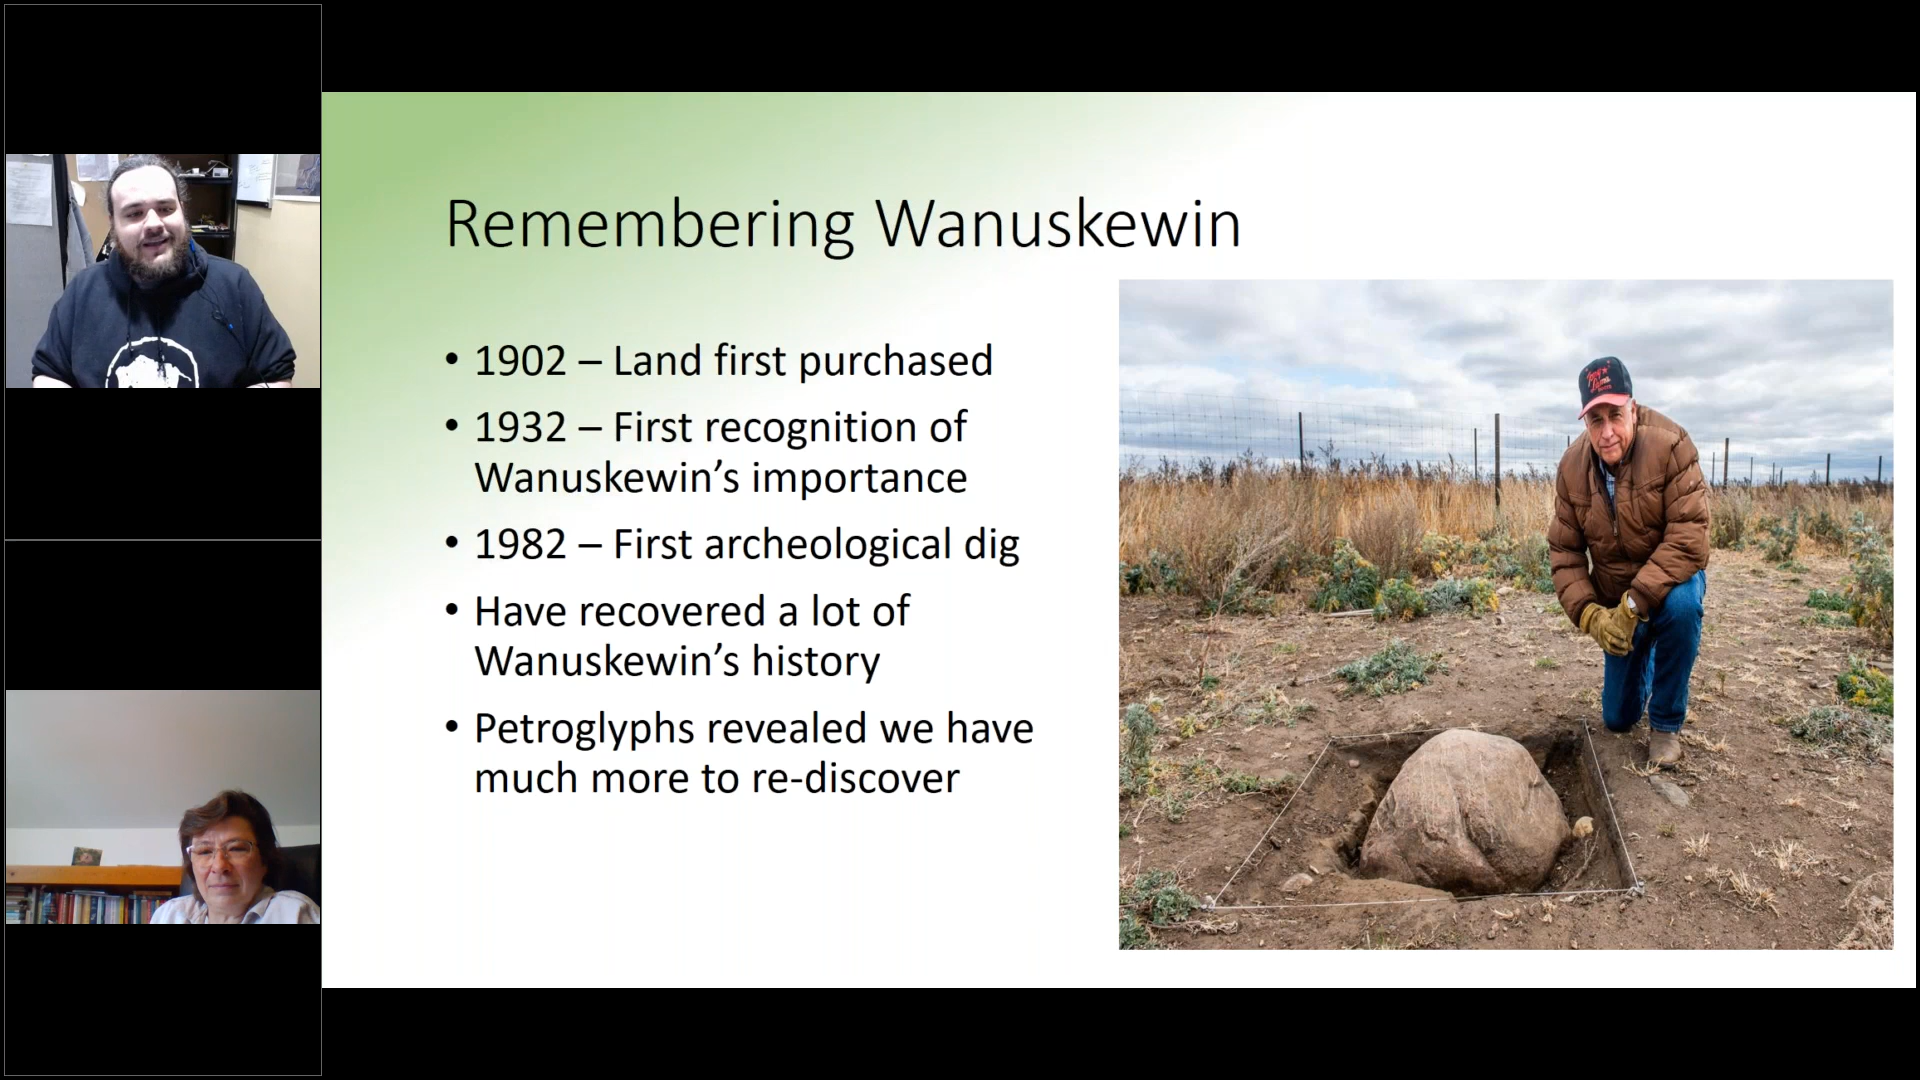 Remembering Wanuskewin
• 1902 – Land first purchased
• 1932 – First recognition of
Wanuskewin’s importance
• 1982 – First archeological dig
• Have recovered a lot of
Wanuskewin’s history
• Petroglyphs revealed we have
much more to re-discover